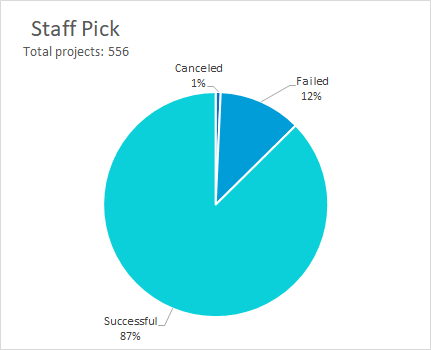 Staff Pick
Total projects: 556
Canceled
1%
Failed
12%
Successful
87%